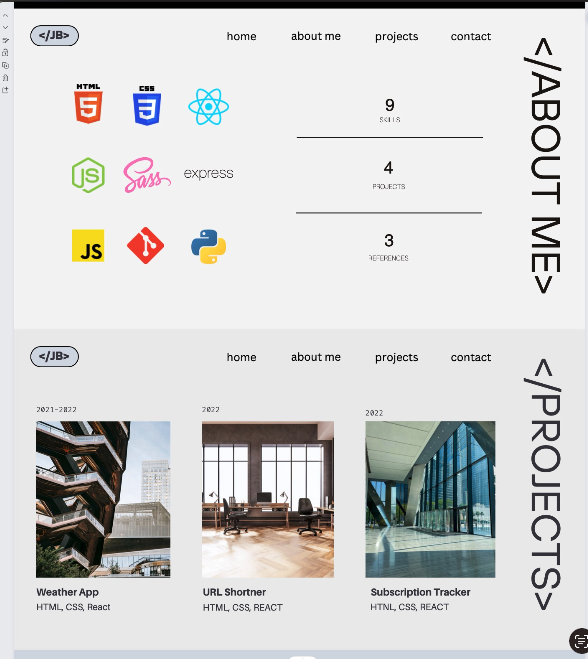 </JB>
home about me projects contact
HTML CSS
5 3
JS Sass express
JS
9
SKILLS
4
PROJECTS
3
REFERENCES
</ABOUT ME>
</JB>
home about me projects contact
2021-2022 2022 2022
Weather App URL Shortner Subscription Tracker
HTML, CSS, React HTML, CSS, REACT HTNL, CSS, REACT
</PROJECTS>